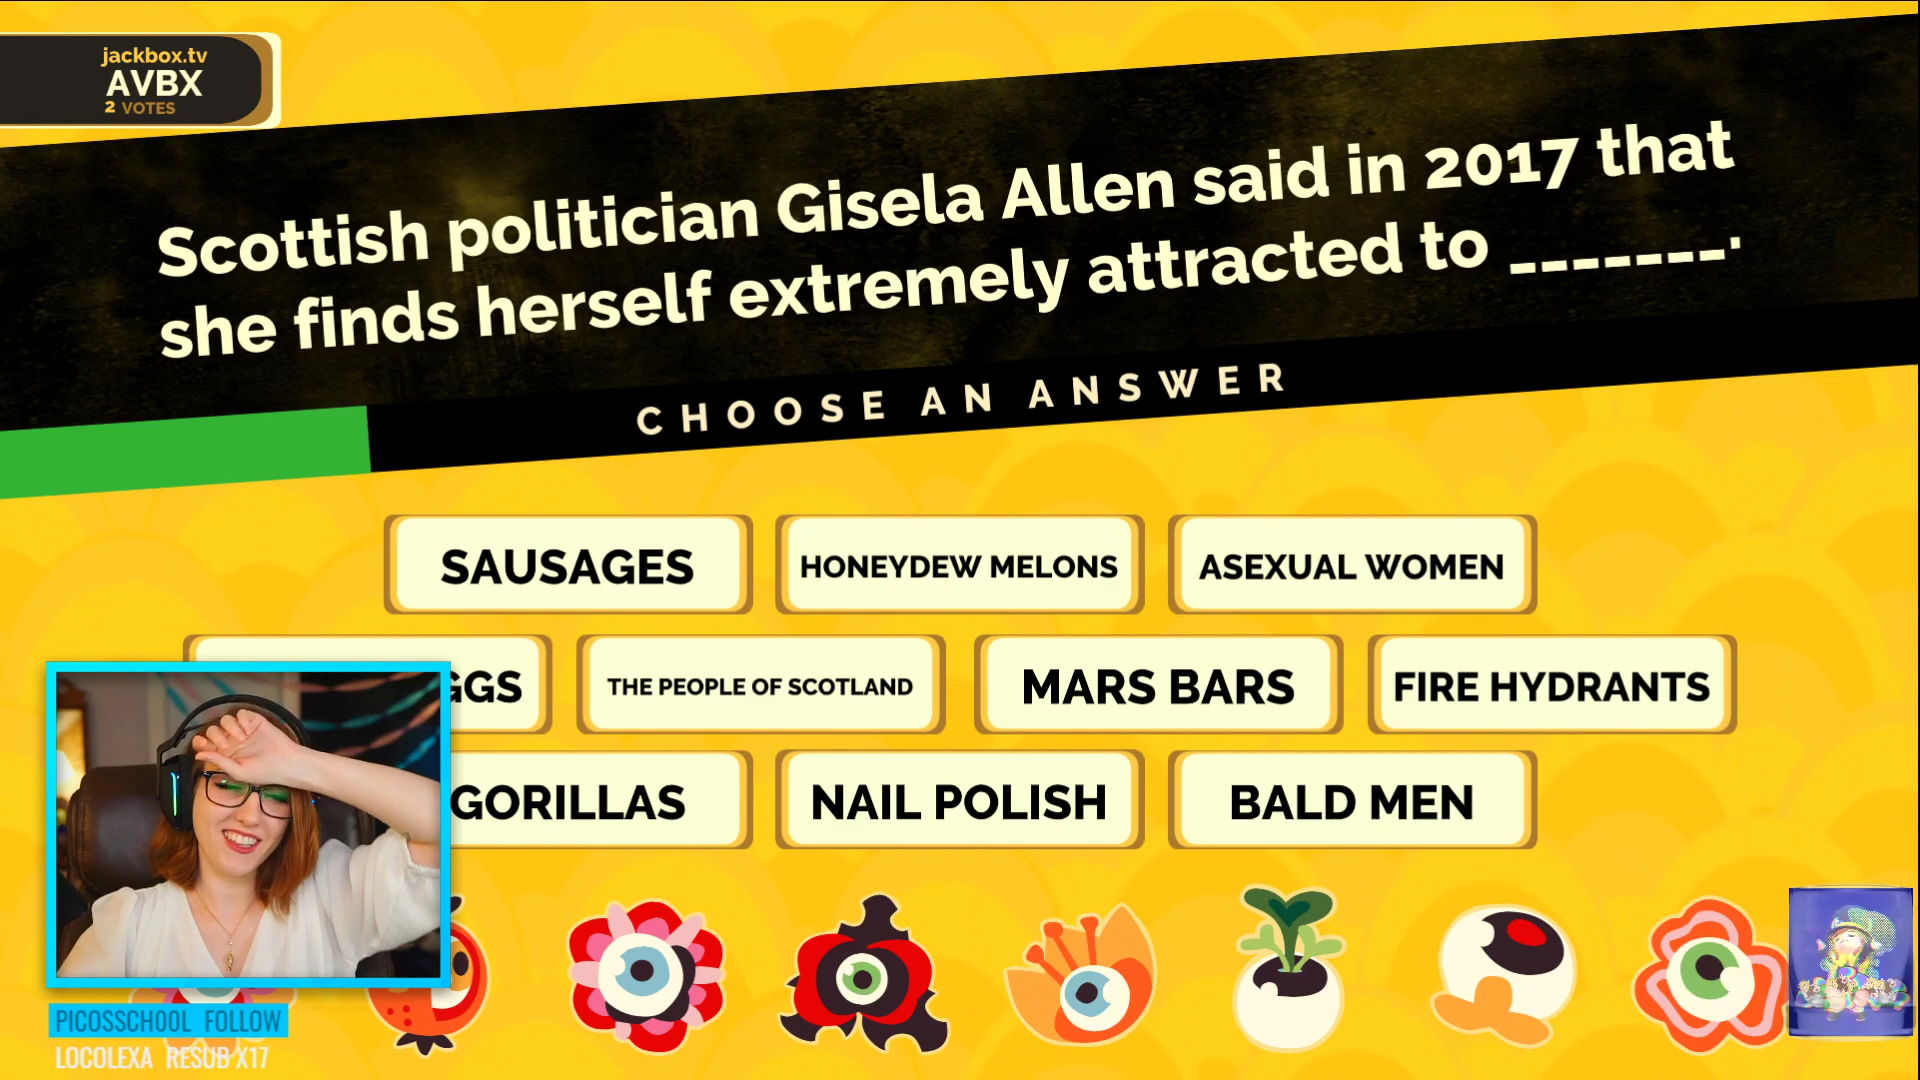 jackbox.tv
AVBX
2 VOTES
Scottish politician Gisela Allen said in 2017 that
she finds herself extremely attracted to _______.
CHOOSE AN ANSWER
SAUSAGES
HONEYDEW MELONS
ASEXUAL WOMEN
THE PEOPLE OF SCOTLAND
MARS BARS
FIRE HYDRANTS
GORILLAS
NAIL POLISH
BALD MEN
PICOSSCHOOL FOLLOW
LOCOLEXA RESUB X17